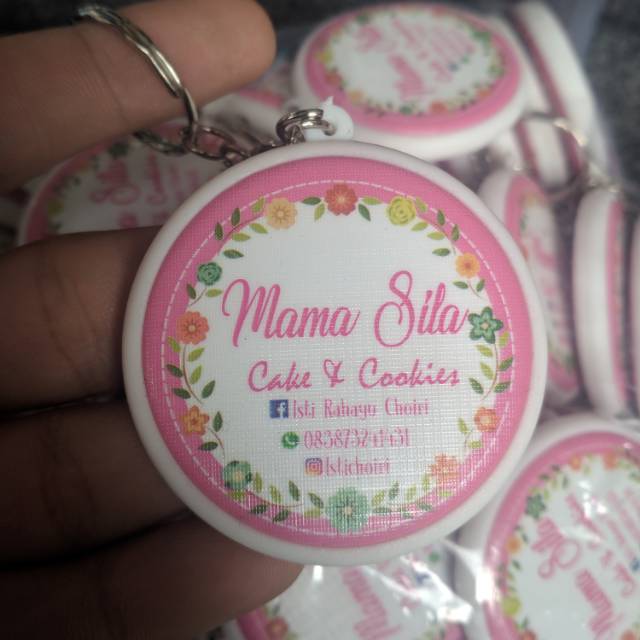 Mama Sila
Cake & Cookies
Isti Rahayu Choiri
083873241431
Istichoiri